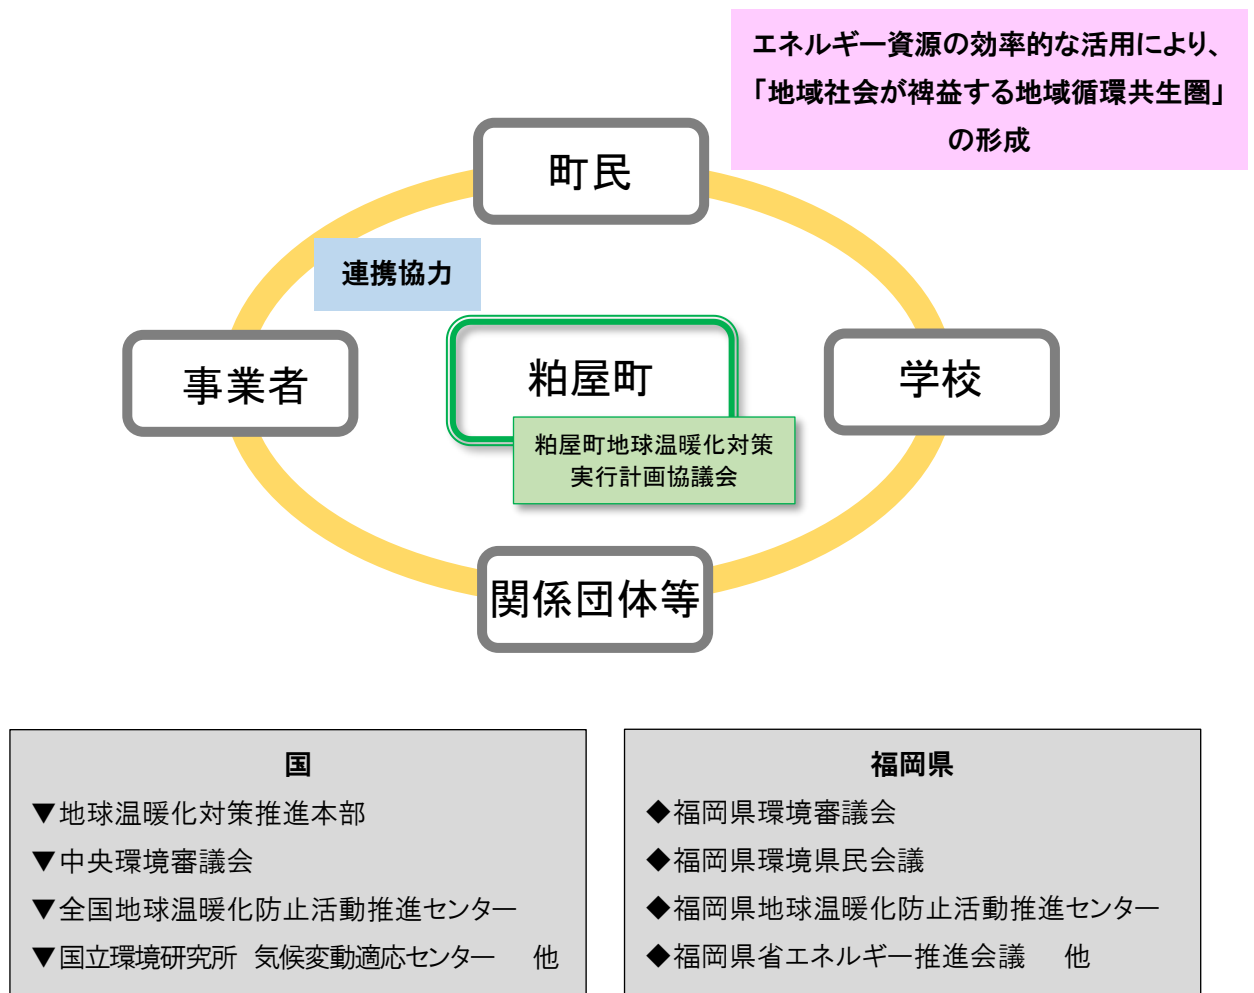 エネルギー資源の効率的な活用により、
「地域社会が裨益する地域循環共生圏」
の形成
町民
連携協力
事業者
粕屋町
学校
粕屋町地球温暖化対策
実行計画協議会
関係団体等
国
▼地球温暖化対策推進本部
▼中央環境審議会
▼全国地球温暖化防止活動推進センター
▼国立環境研究所　気候変動適応センター　他
福岡県
◆福岡県環境審議会
◆福岡県環境県民会議
◆福岡県地球温暖化防止活動推進センター
◆福岡県省エネルギー推進会議　他